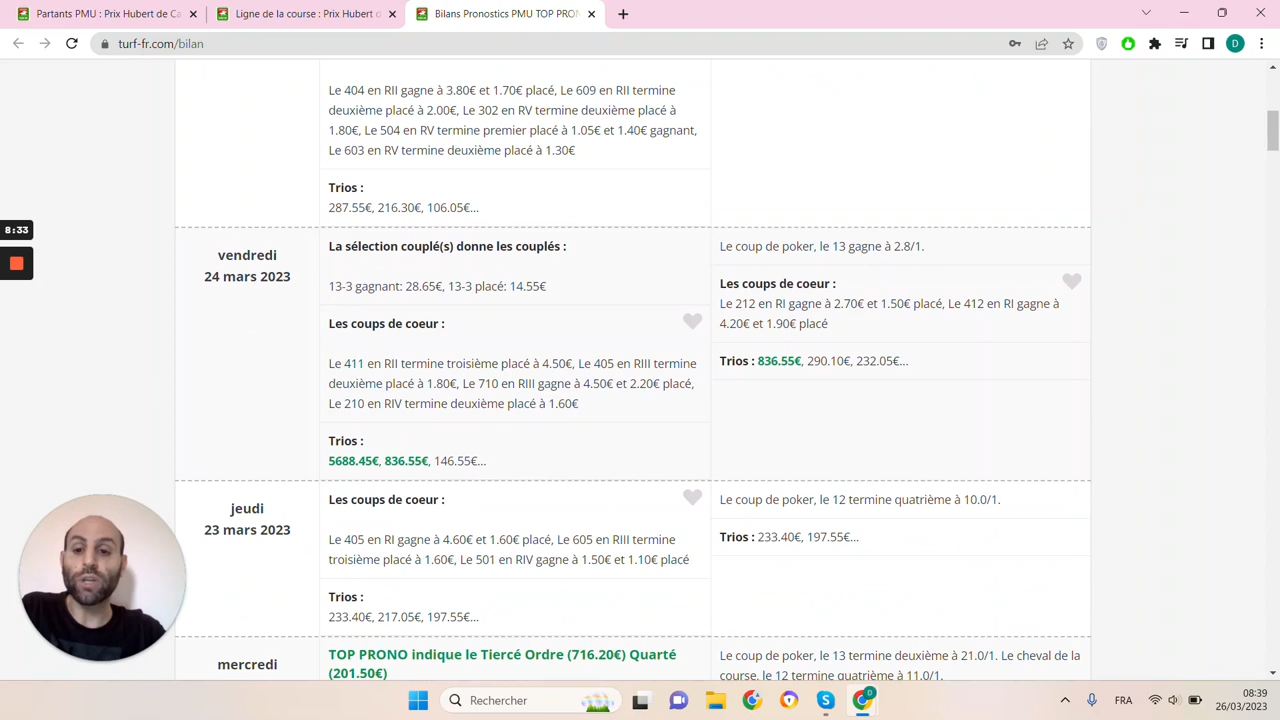 Partants PMU : Prix Hubert de Ca
Ligne de la course : Prix Hubert d
Bilans Pronostics PMU TOP PRON
turf-fr.com/bilan
D
Le 404 en RII gagne à 3.80€ et 1.70€ placé, Le 609 en RII termine
deuxième placé à 2.00€, Le 302 en RV termine deuxième placé à
1.80€, Le 504 en RV termine premier placé à 1.05€ et 1.40€ gagnant,
Le 603 en RV termine deuxième placé à 1.30€
Trios :
287.55€, 216.30€, 106.05€...
8:33
vendredi
24 mars 2023
La sélection couplé(s) donne les couplés :
13-3 gagnant: 28.65€, 13-3 placé: 14.55€
Les coups de coeur :
Le 411 en RII termine troisième placé à 4.50€, Le 405 en RIII termine
deuxième placé à 1.80€, Le 710 en RIII gagne à 4.50€ et 2.20€ placé,
Le 210 en RIV termine deuxième placé à 1.60€
Trios :
5688.45€, 836.55€, 146.55€...
Le coup de poker, le 13 gagne à 2.8/1.
Les coups de coeur :
Le 212 en RI gagne à 2.70€ et 1.50€ placé, Le 412 en RI gagne à
4.20€ et 1.90€ placé
Trios : 836.55€, 290.10€, 232.05€...
jeudi
23 mars 2023
Les coups de coeur :
Le 405 en RI gagne à 4.60€ et 1.60€ placé, Le 605 en RIII termine
troisième placé à 1.60€, Le 501 en RIV gagne à 1.50€ et 1.10€ placé
Trios :
233.40€, 217.05€, 197.55€...
Le coup de poker, le 12 termine quatrième à 10.0/1.
Trios : 233.40€, 197.55€...
mercredi
TOP PRONO indique le Tiercé Ordre (716.20€) Quarté
(201.50€)
Le coup de poker, le 13 termine deuxième à 21.0/1. Le cheval de la
course, le 12 termine quatrième à 11.0/1.
Rechercher
D
FRA
08:39
26/03/2023